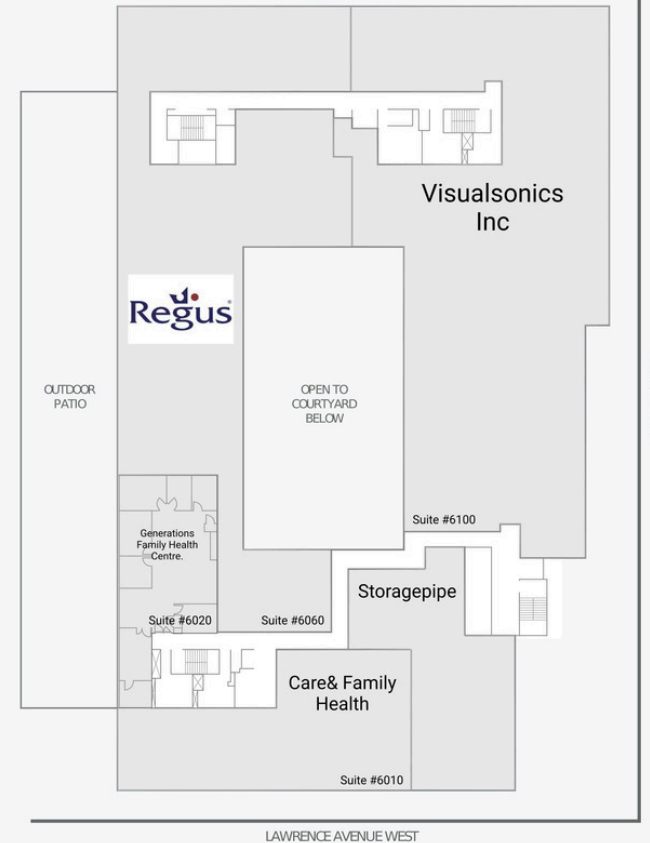 Visualsonics
Inc
Regus
OUTDOOR
PATIO
OPEN TO
COURTYARD
BELOW
Suite #6100
Generations
Family Health
Centre.
Storagepipe
Suite #6020
Suite #6060
Care& Family
Health
Suite #6010
LAWRENCE AVENUE WEST